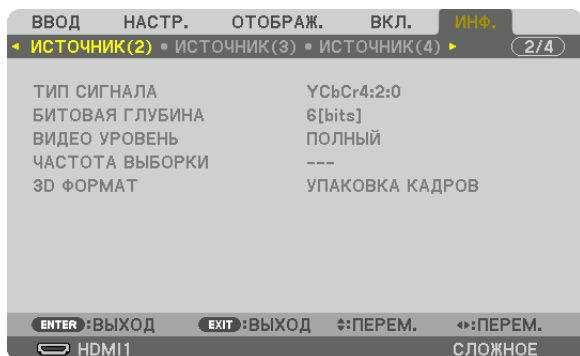 ВВОД НАСТР. ОТОБРАЖ. ВКЛ. ИНФ.
ИСТОЧНИК(2) • ИСТОЧНИК(3) • ИСТОЧНИК(4) 2/4
ТИП СИГНАЛА YCbCr4:2:0
БИТОВАЯ ГЛУБИНА 6[bits]
ВИДЕО УРОВЕНЬ ПОЛНЫЙ
ЧАСТОТА ВЫБОРКИ ---
3D ФОРМАТ УПАКОВКА КАДРОВ
ENTER:ВЫХОД EXIT:ВЫХОД :ПЕРЕМ. :ПЕРЕМ.
HDMI1 СЛОЖНОЕ